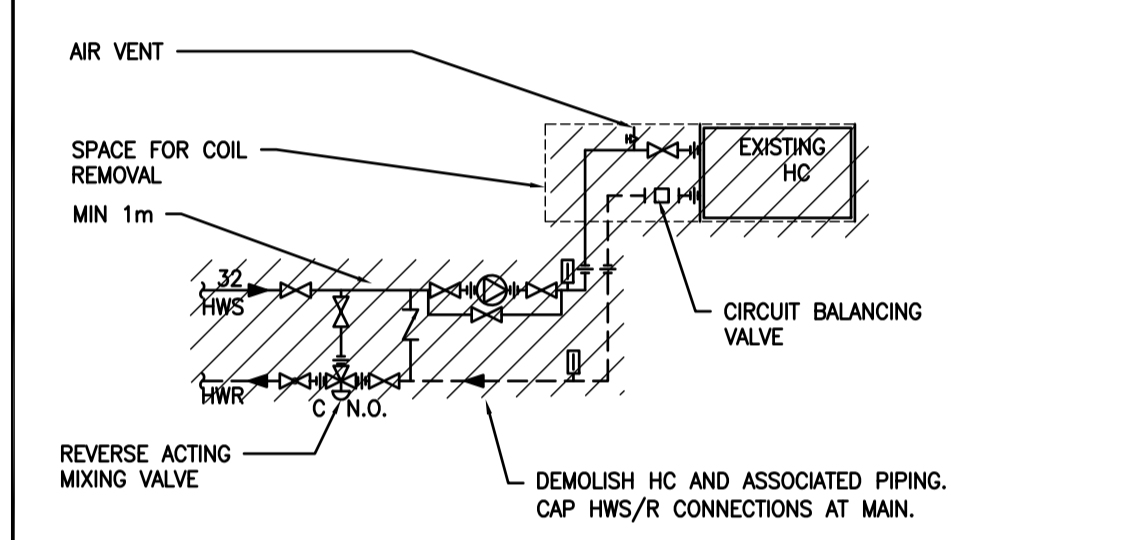 AIR VENT
SPACE FOR COIL
REMOVAL
MIN 1m
EXISTING
HC
32
HWS
HWR
C N.O.
CIRCUIT BALANCING
VALVE
REVERSE ACTING
MIXING VALVE
DEMOLISH HC AND ASSOCIATED PIPING.
CAP HWS/R CONNECTIONS AT MAIN.